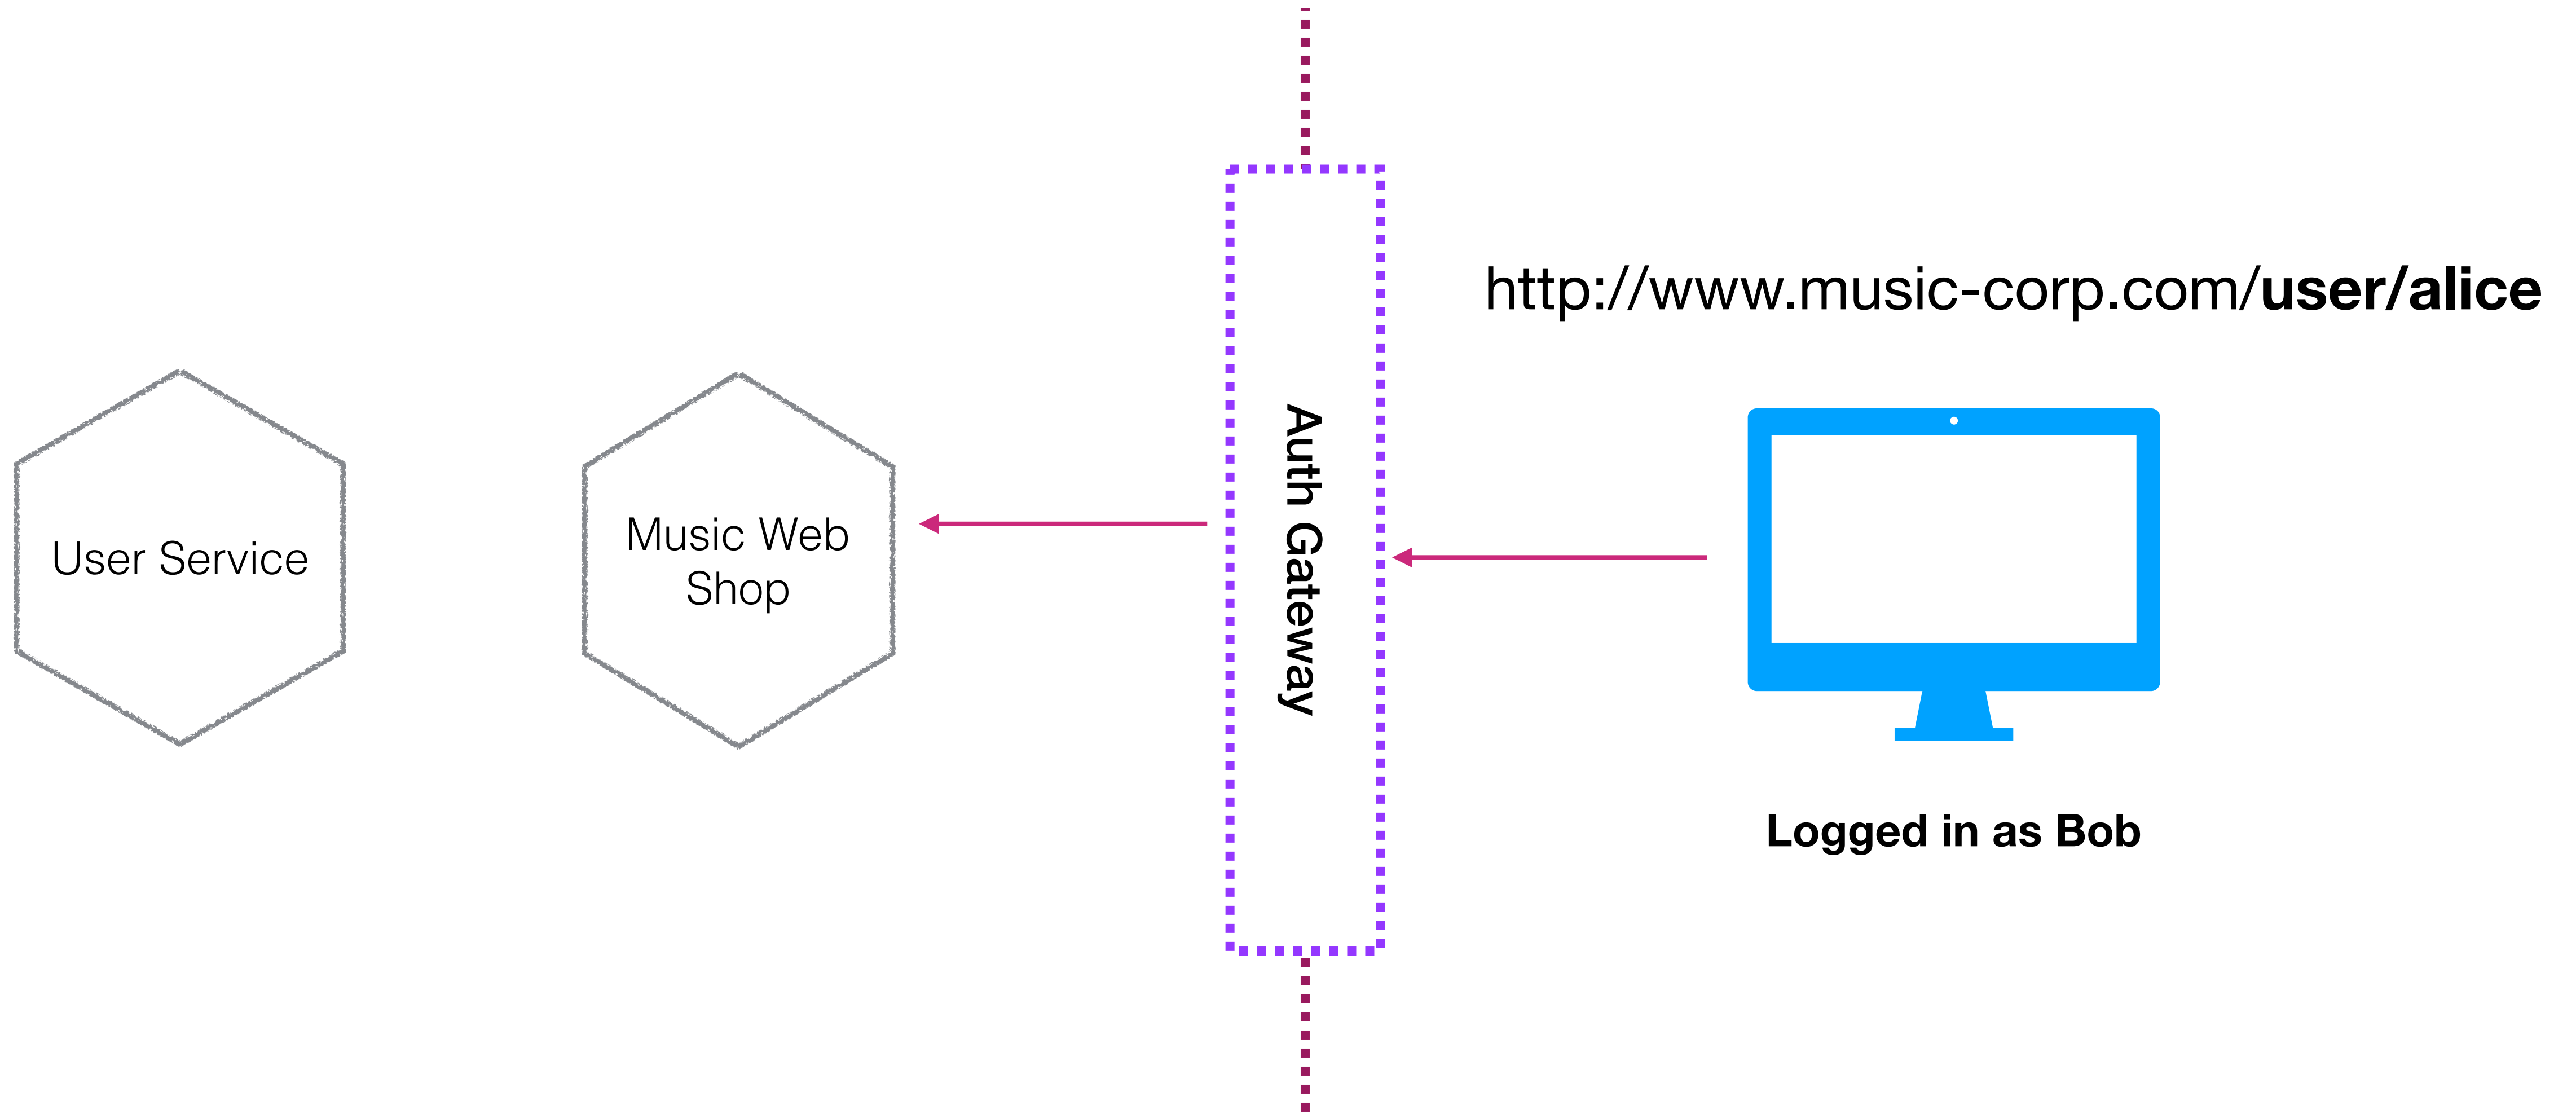 http://www.music-corp.com/user/alice
User Service
Music Web
Shop
Auth Gateway
Logged in as Bob